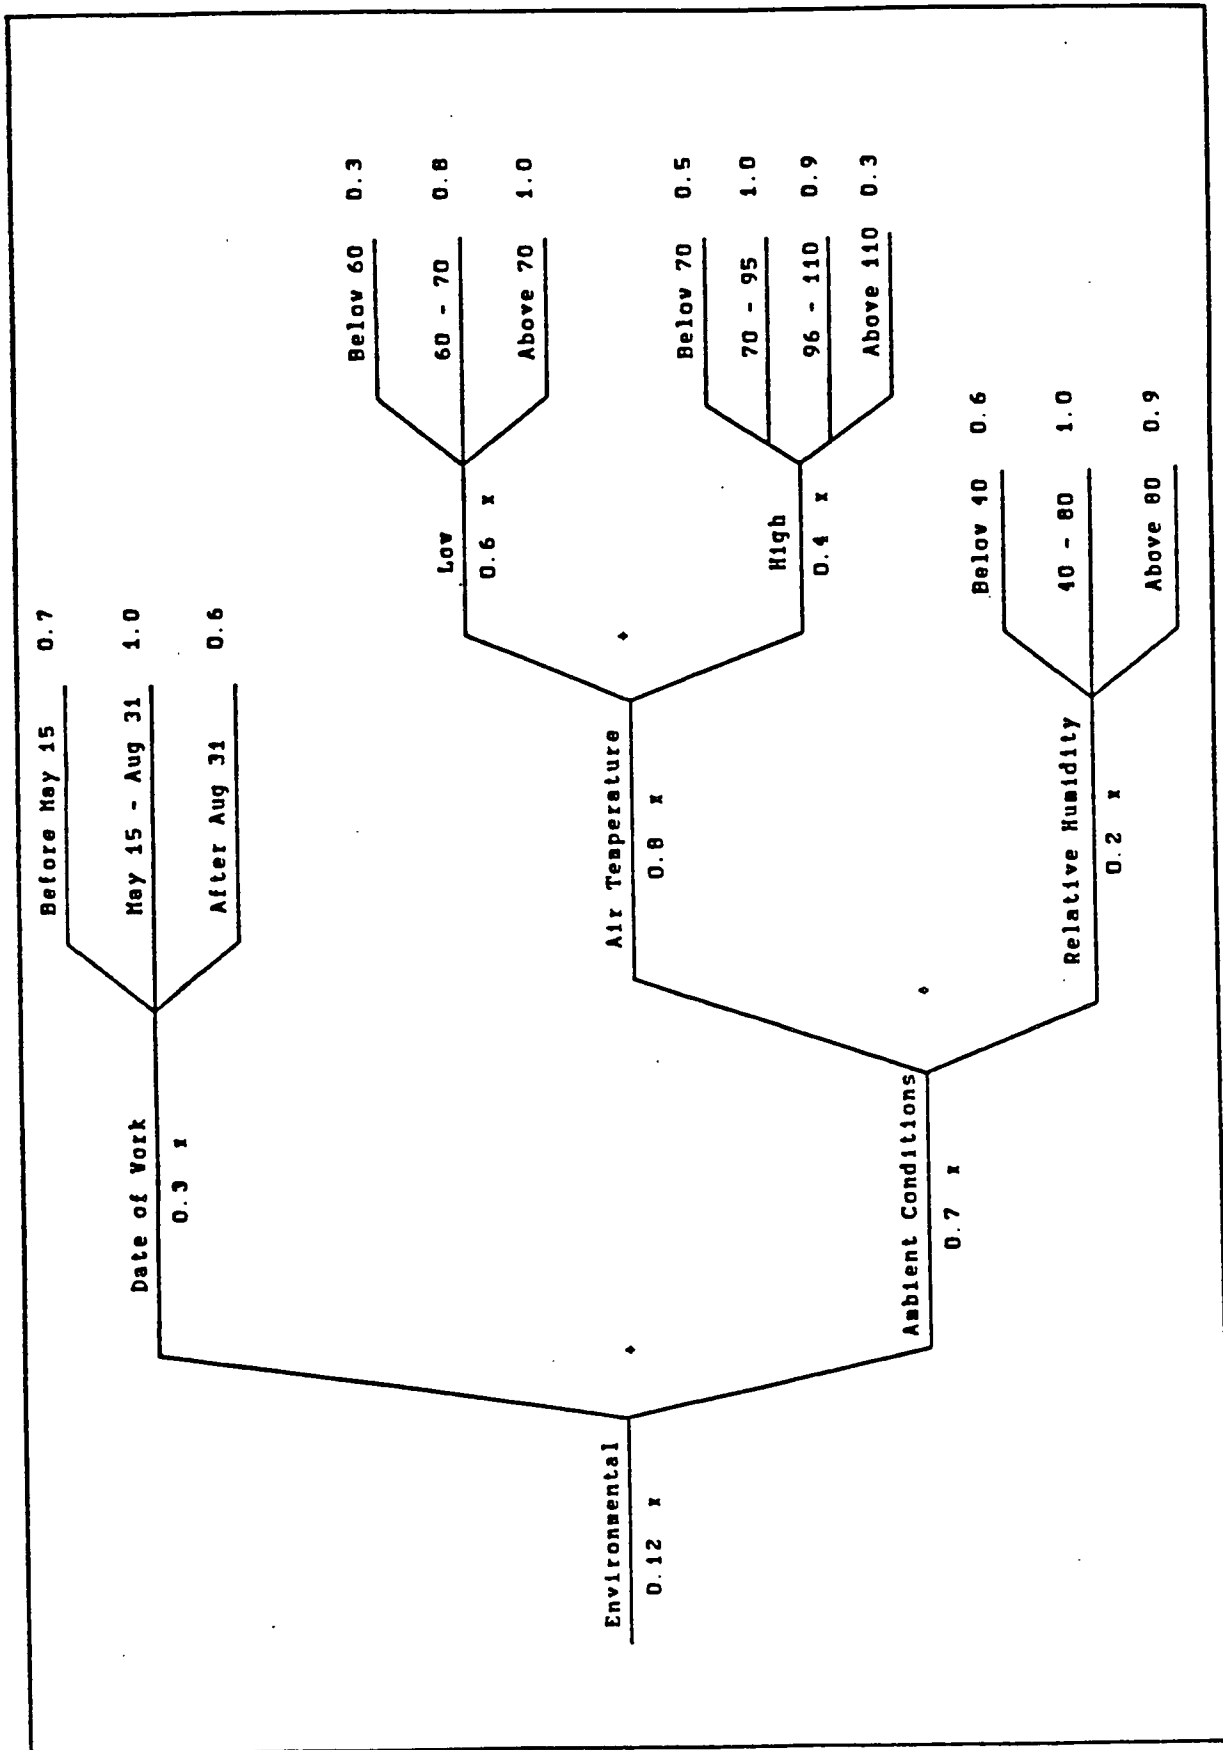 Before May 15 0.7
May 15 - Aug 31 1.0
After Aug 31 0.6
Date of Work
0.3 x
Below 60 0.3
60 - 70 0.8
Above 70 1.0
Low
0.6 x
+
Below 70 0.5
70 - 95 1.0
96 - 110 0.9
Above 110 0.3
High
0.4 x
Air Temperature
0.8 x
+
Environmental
0.12 x
+
Ambient Conditions
0.7 x
Below 40 0.6
40 - 80 1.0
Above 80 0.9
Relative Humidity
0.2 x